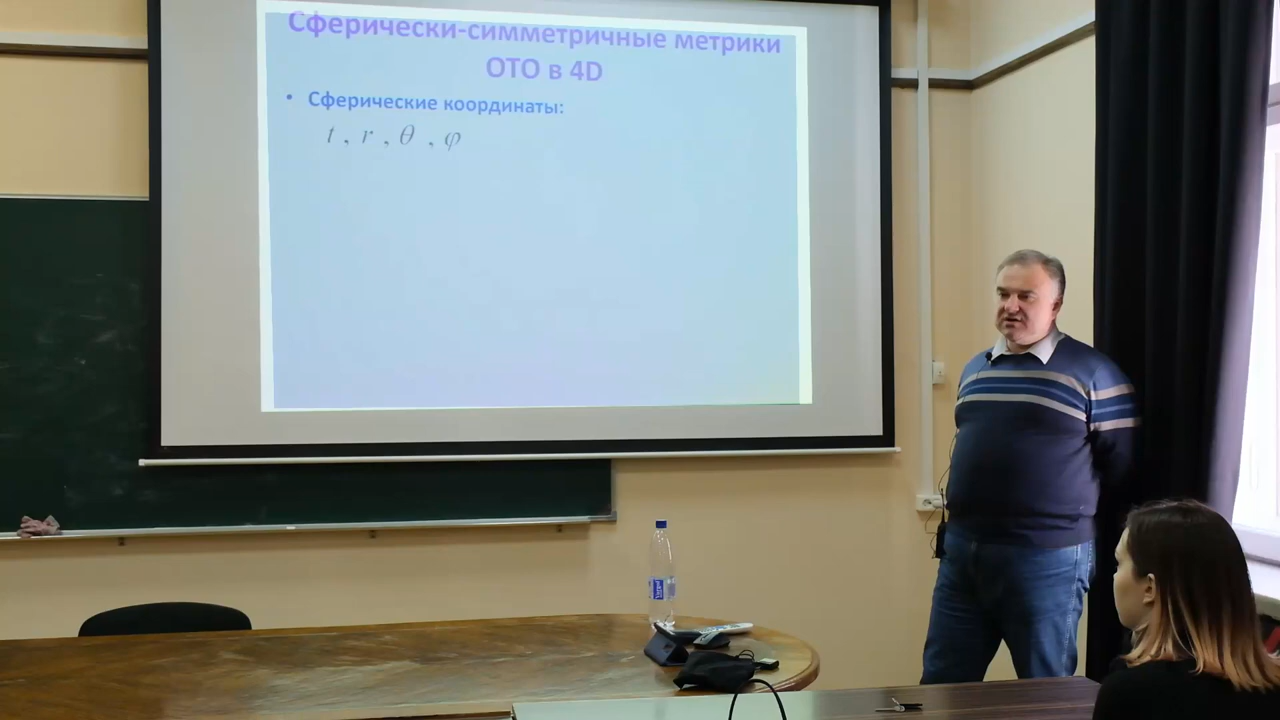 Сферически-симметричные метрики
ОТО в 4D
• Сферические координаты:
t , r , θ , φ